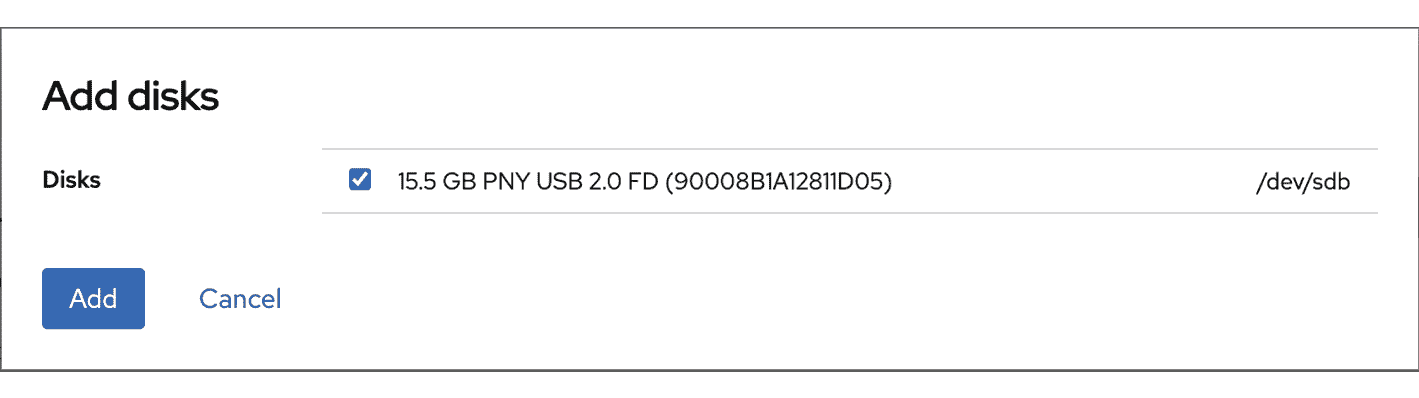 Add disks
Disks 15.5 GB PNY USB 2.0 FD (90008B1A12811D05) /dev/sdb
Add Cancel